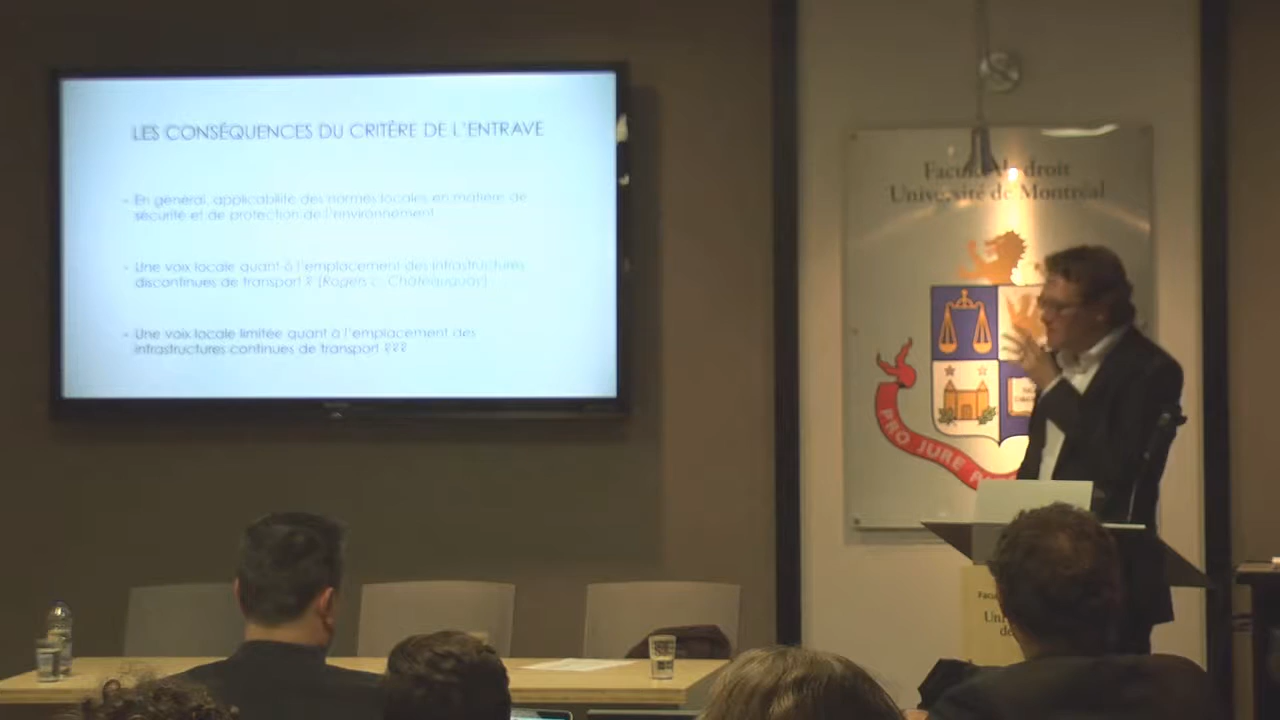 LES CONSÉQUENCES DU CRITÈRE DE L'ENTRAVE
- En général, applicabilité des normes locales en matière de
sécurité et de protection de l'environnement
- Une voix locale quant à l'emplacement des infrastructures
discontinues de transport ? (Rogers c. Châteauguay)
- Une voix locale limitée quant à l'emplacement des
infrastructures continues de transport ???
Faculté de droit
Université de Montréal
PRO JURE